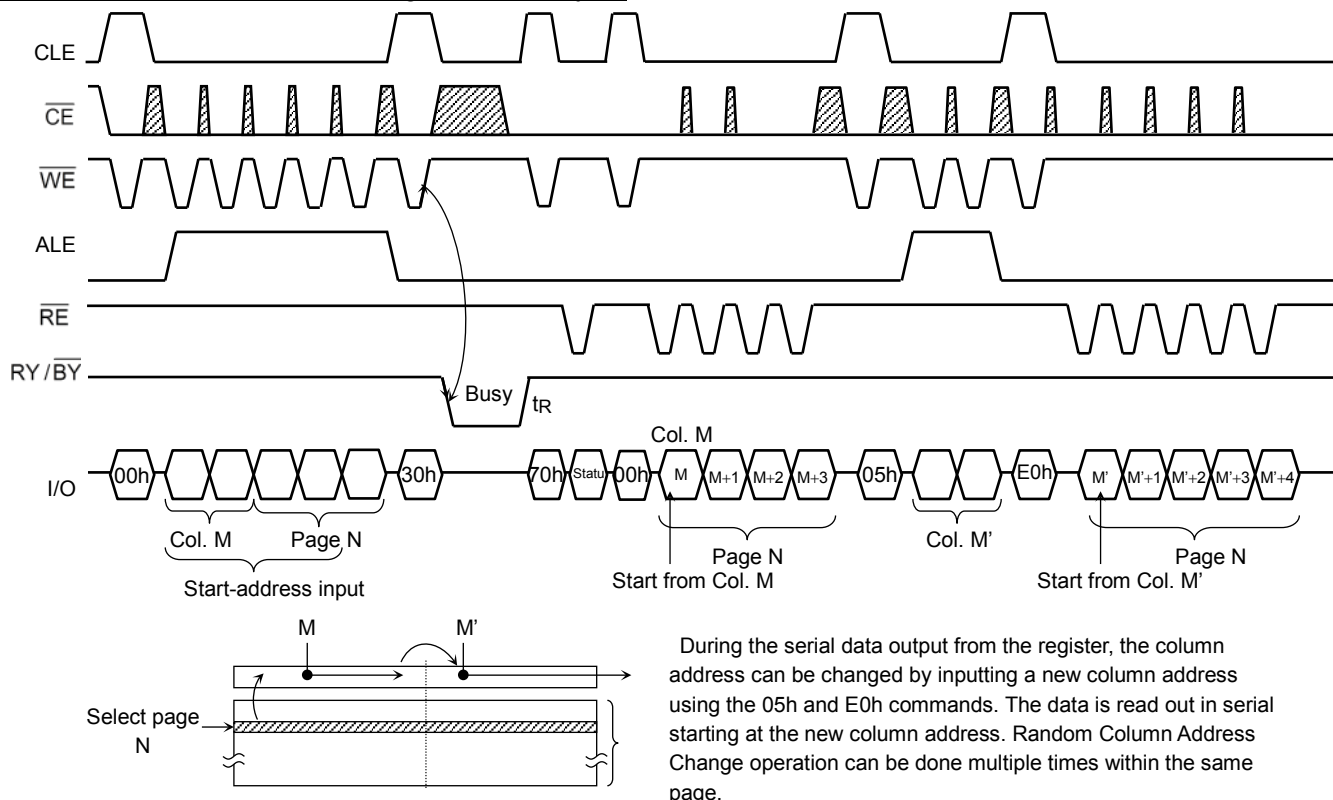 CLE
CE
WE
ALE
RE
RY / BY
Busy
tR
Col. M
I/O
00h
30h
70h
Statu
00h
M
M+1
M+2
M+3
05h
E0h
M'
M'+1
M'+2
M'+3
M'+4
Col. M
Page N
Start-address input
Page N
Start from Col. M
Col. M'
Page N
Start from Col. M'
M
M'
Select page
N
During the serial data output from the register, the column
address can be changed by inputting a new column address
using the 05h and E0h commands. The data is read out in serial
starting at the new column address. Random Column Address
Change operation can be done multiple times within the same
page.